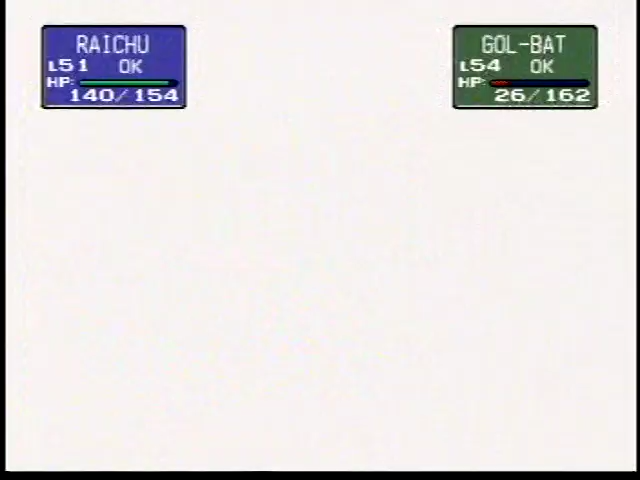 RAICHU
L51 OK
HP:
140/154
GOL-BAT
L54 OK
HP:
26/162